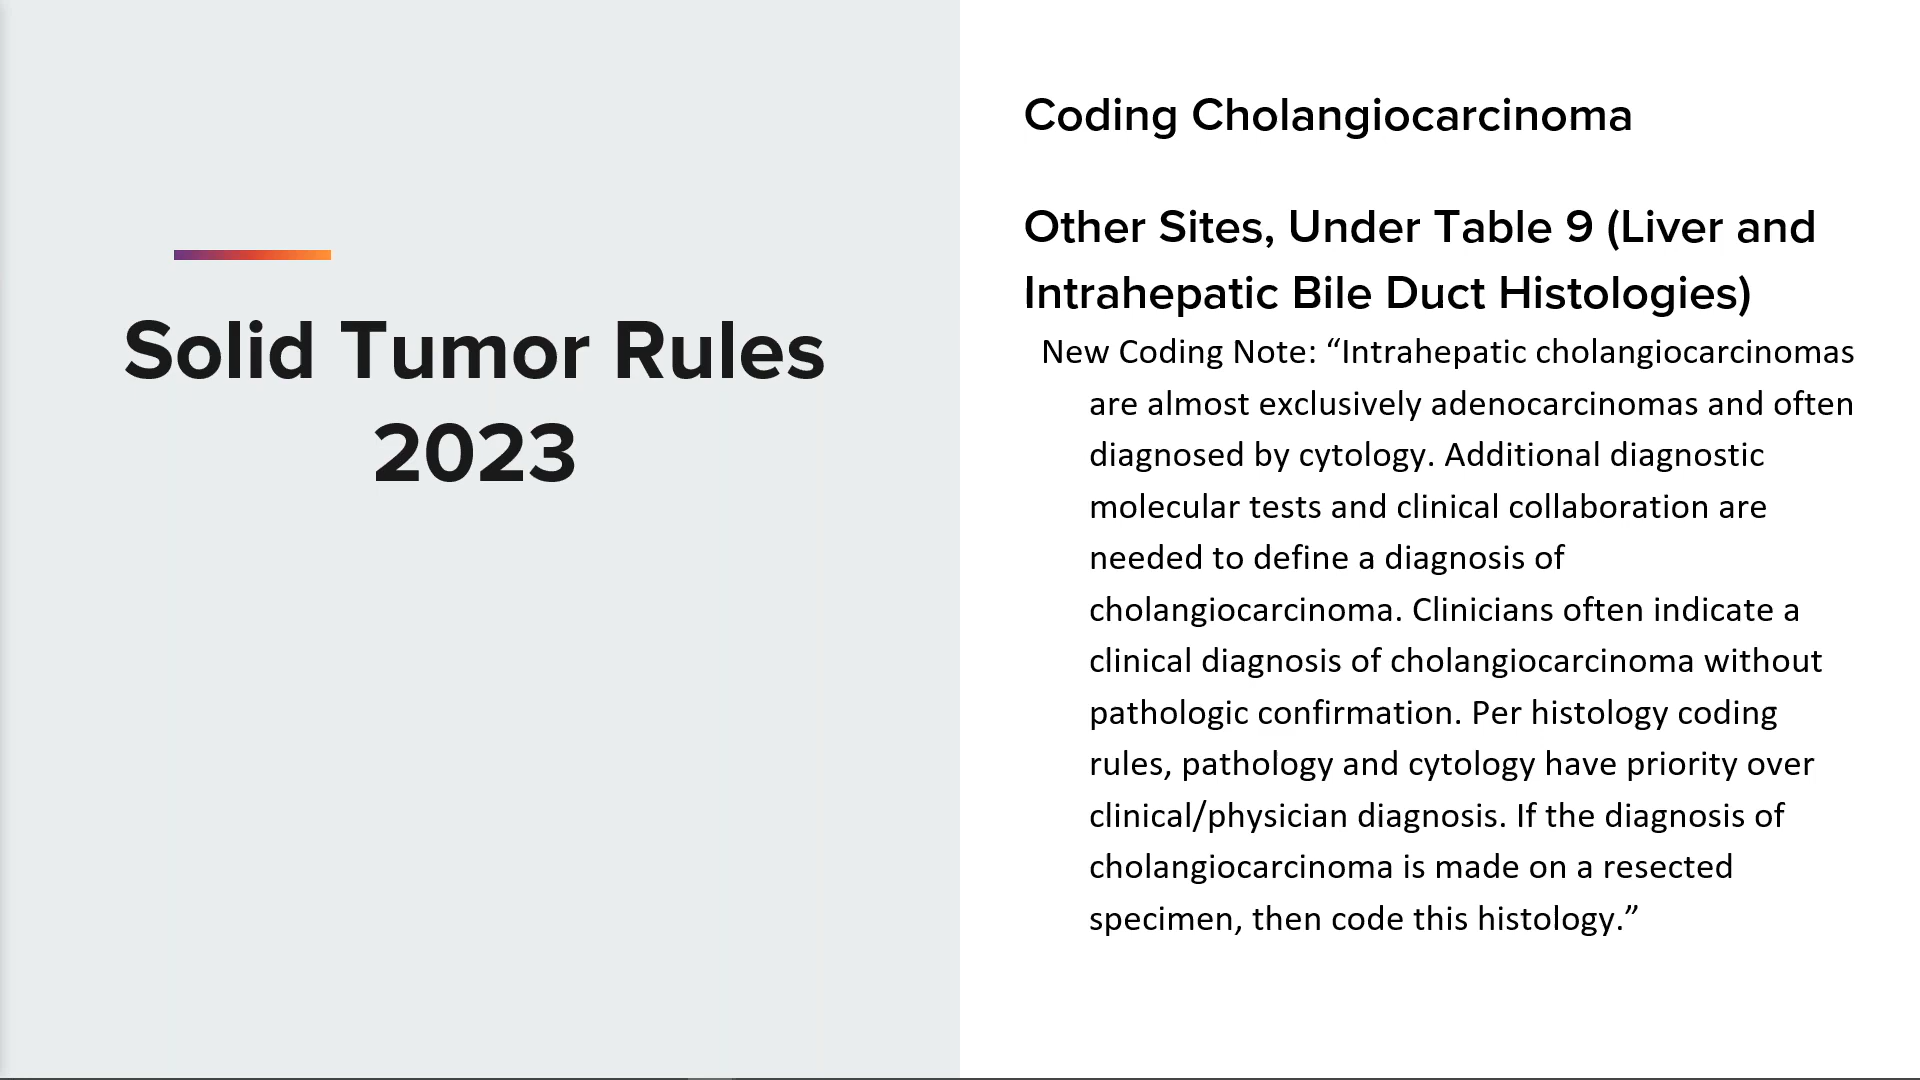 Solid Tumor Rules
2023
Coding Cholangiocarcinoma
Other Sites, Under Table 9 (Liver and
Intrahepatic Bile Duct Histologies)
New Coding Note: “Intrahepatic cholangiocarcinomas
are almost exclusively adenocarcinomas and often
diagnosed by cytology. Additional diagnostic
molecular tests and clinical collaboration are
needed to define a diagnosis of
cholangiocarcinoma. Clinicians often indicate a
clinical diagnosis of cholangiocarcinoma without
pathologic confirmation. Per histology coding
rules, pathology and cytology have priority over
clinical/physician diagnosis. If the diagnosis of
cholangiocarcinoma is made on a resected
specimen, then code this histology.”